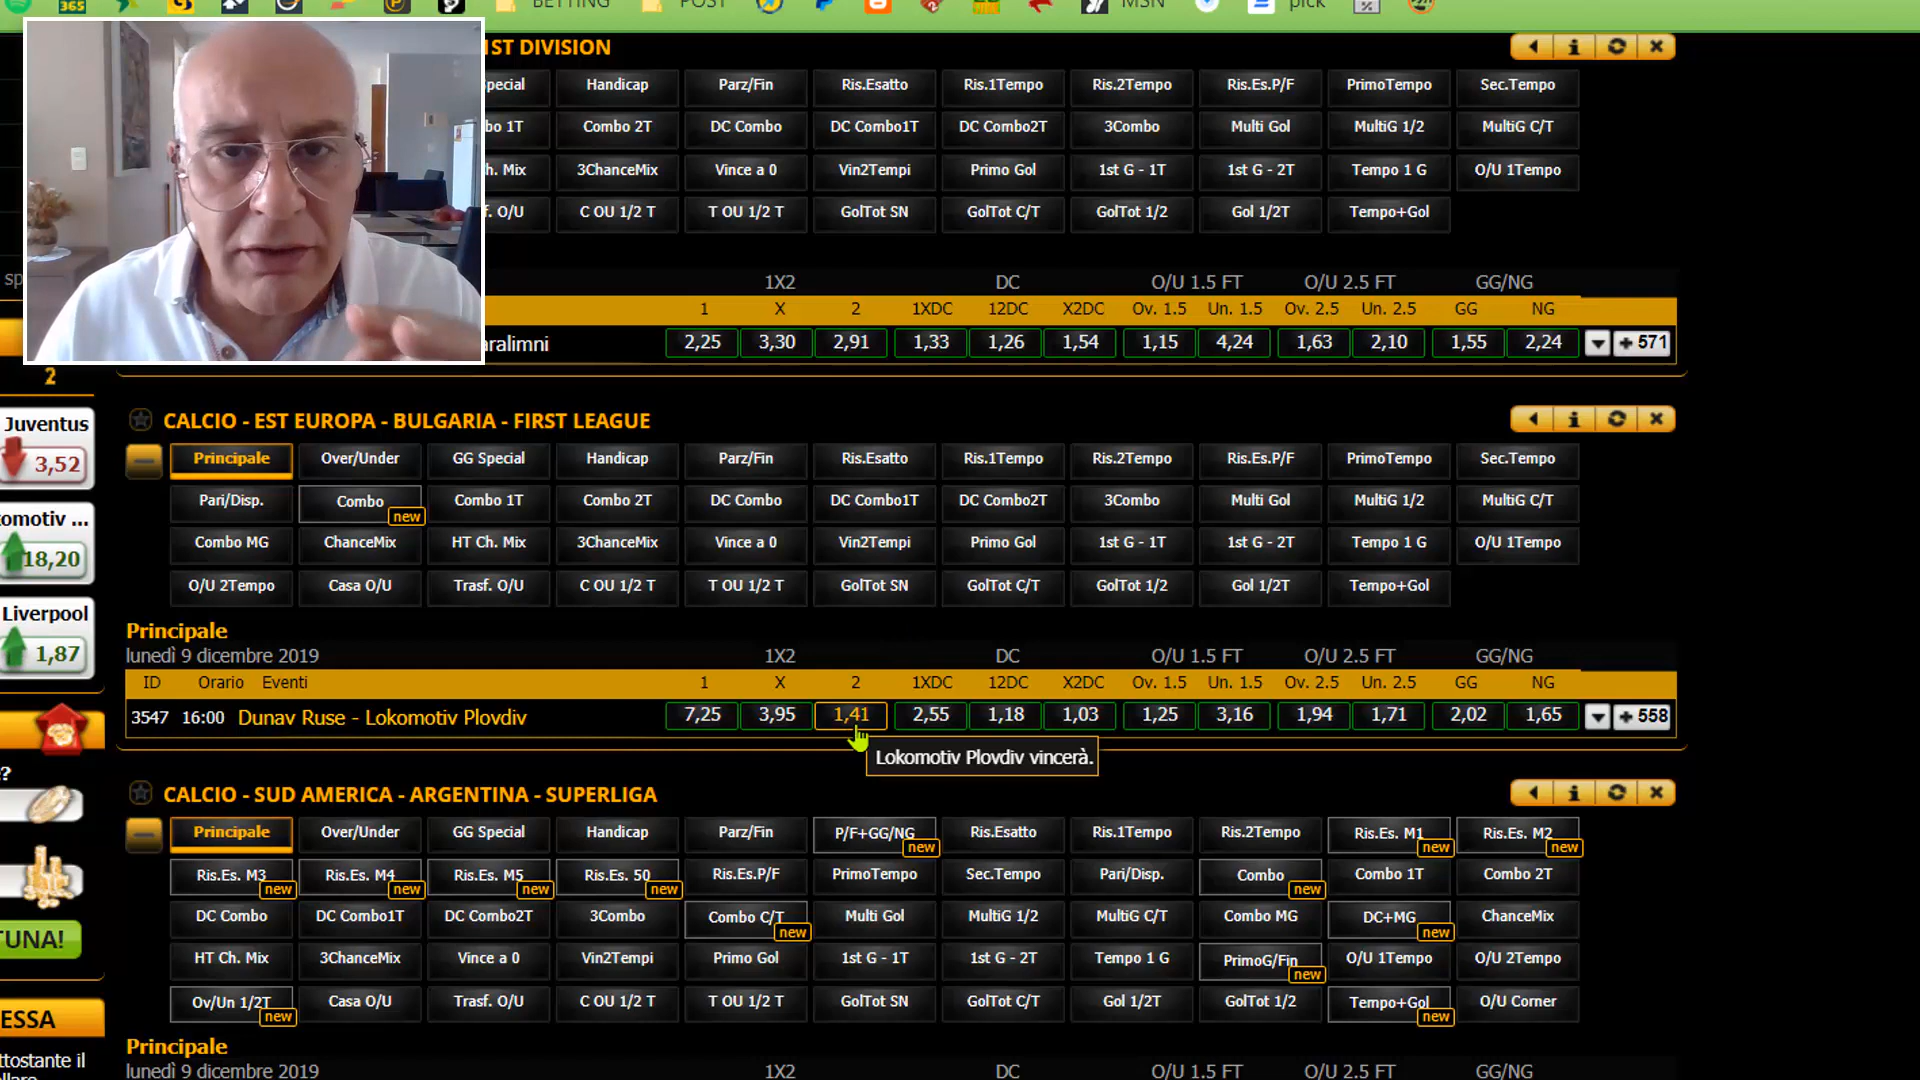 365
BETTING
POST
MSN
pick
1ST DIVISION
Handicap Parz/Fin Ris.Esatto Ris.1Tempo Ris.2Tempo Ris.Es.P/F PrimoTempo Sec.Tempo
Combo 2T DC Combo DC Combo1T DC Combo2T 3Combo Multi Gol MultiG 1/2 MultiG C/T
3ChanceMix Vince a 0 Vin2Tempi Primo Gol 1st G - 1T 1st G - 2T Tempo 1 G O/U 1Tempo
C OU 1/2 T T OU 1/2 T GolTot SN GolTot C/T GolTot 1/2 Gol 1/2T Tempo+Gol
1X2 DC O/U 1.5 FT O/U 2.5 FT GG/NG
1 X 2 1XDC 12DC X2DC Ov. 1.5 Un. 1.5 Ov. 2.5 Un. 2.5 GG NG
aralimni 2,25 3,30 2,91 1,33 1,26 1,54 1,15 4,24 1,63 2,10 1,55 2,24 + 571
2
Juventus
3,52
komotiv ...
18,20
Liverpool
1,87
TUNA!
ESSA
ttostante il
CALCIO - EST EUROPA - BULGARIA - FIRST LEAGUE
Principale Over/Under GG Special Handicap Parz/Fin Ris.Esatto Ris.1Tempo Ris.2Tempo Ris.Es.P/F PrimoTempo Sec.Tempo
Pari/Disp. Combo new Combo 1T Combo 2T DC Combo DC Combo1T DC Combo2T 3Combo Multi Gol MultiG 1/2 MultiG C/T
Combo MG ChanceMix HT Ch. Mix 3ChanceMix Vince a 0 Vin2Tempi Primo Gol 1st G - 1T 1st G - 2T Tempo 1 G O/U 1Tempo
O/U 2Tempo Casa O/U Trasf. O/U C OU 1/2 T T OU 1/2 T GolTot SN GolTot C/T GolTot 1/2 Gol 1/2T Tempo+Gol
Principale
lunedì 9 dicembre 2019 1X2 DC O/U 1.5 FT O/U 2.5 FT GG/NG
ID Orario Eventi 1 X 2 1XDC 12DC X2DC Ov. 1.5 Un. 1.5 Ov. 2.5 Un. 2.5 GG NG
3547 16:00 Dunav Ruse - Lokomotiv Plovdiv 7,25 3,95 1,41 2,55 1,18 1,03 1,25 3,16 1,94 1,71 2,02 1,65 + 558
Lokomotiv Plovdiv vincerà.
CALCIO - SUD AMERICA - ARGENTINA - SUPERLIGA
Principale Over/Under GG Special Handicap Parz/Fin P/F+GG/NG new Ris.Esatto Ris.1Tempo Ris.2Tempo Ris.Es. M1 new Ris.Es. M2 new
Ris.Es. M3 new Ris.Es. M4 new Ris.Es. M5 new Ris.Es. 50 new Ris.Es.P/F PrimoTempo Sec.Tempo Pari/Disp. Combo new Combo 1T Combo 2T
DC Combo DC Combo1T DC Combo2T 3Combo Combo C/T new Multi Gol MultiG 1/2 MultiG C/T Combo MG DC+MG new ChanceMix
HT Ch. Mix 3ChanceMix Vince a 0 Vin2Tempi Primo Gol 1st G - 1T 1st G - 2T Tempo 1 G PrimoG/Fin new O/U 1Tempo O/U 2Tempo
Ov/Un 1/2T new Casa O/U Trasf. O/U C OU 1/2 T T OU 1/2 T GolTot SN GolTot C/T Gol 1/2T GolTot 1/2 Tempo+Gol new O/U Corner
Principale
lunedì 9 dicembre 2019 1X2 DC O/U 1.5 FT O/U 2.5 FT GG/NG